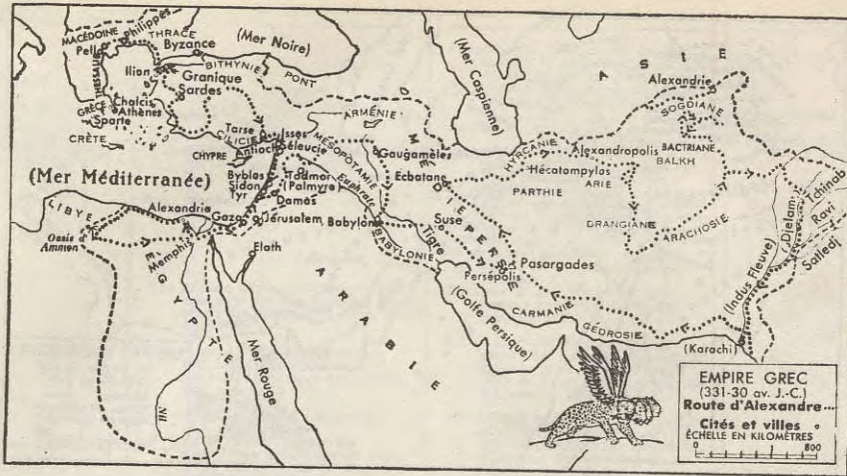 MACÉDOINE
Philippes
THRACE
Byzance
(Mer Noire)
Pella
BITHYNIE
PONT
Ilion
THESSALIE
Granique
Sardes
GRÈCE
Chalcis
Athènes
Sparte
CRÈTE
Tarse
CILICIE
Issos
Antioche
Séleucie
CHYPRE
ARMÉNIE
MÉSOPOTAMIE
(Mer Caspienne)
ASIE
Alexandrie
SOGDIANE
BACTRIANE
BALKH
HYRCANIE
Alexandropolis
Hécatompylos
ARIE
PARTHIE
Gaugamèles
Ecbatane
MÉDIE
(Mer Méditerranée)
Byblos
Sidon
Tyr
Tadmor
(Palmyre)
Damas
Euphrate
LIBYE
Alexandrie
Gaza
Jérusalem
Babylone
Suse
DRANGIANE
ARACHOSIE
Tchinab
(Djelam
Ravi
Satledj
Oasis d'
Ammon
Memphis
Elath
BABYLONIE
Tigre
PERSE
Persépolis
Pasargades
(Indus Fleuve)
EGYPTE
ARABIE
(Golfe Persique)
CARMANIE
GÉDROSIE
(Karachi)
Mer Rouge
Nil
EMPIRE GREC
(331-30 av. J.-C.)
Route d'Alexandre...
Cités et villes
ÉCHELLE EN KILOMÈTRES
0 800